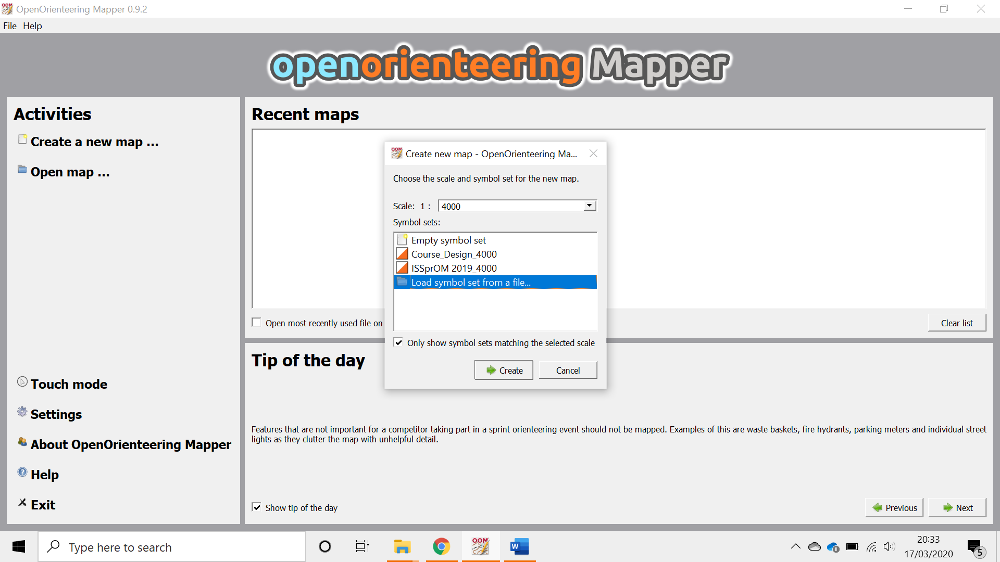 OpenOrienteering Mapper 0.9.2
File Help
openorienteering Mapper
Activities
Create a new map ...
Open map ...
Touch mode
Settings
About OpenOrienteering Mapper
Help
Exit
Recent maps
Open most recently used file on
Clear list
OOM
Create new map - OpenOrienteering Ma...
Choose the scale and symbol set for the new map.
Scale: 1 : 4000
Symbol sets:
Empty symbol set
Course_Design_4000
ISSprOM 2019_4000
Load symbol set from a file...
Only show symbol sets matching the selected scale
Create Cancel
Tip of the day
Features that are not important for a competitor taking part in a sprint orienteering event should not be mapped. Examples of this are waste baskets, fire hydrants, parking meters and individual street
lights as they clutter the map with unhelpful detail.
Show tip of the day
Previous Next
Type here to search
OOM
W
20:33
17/03/2020
5